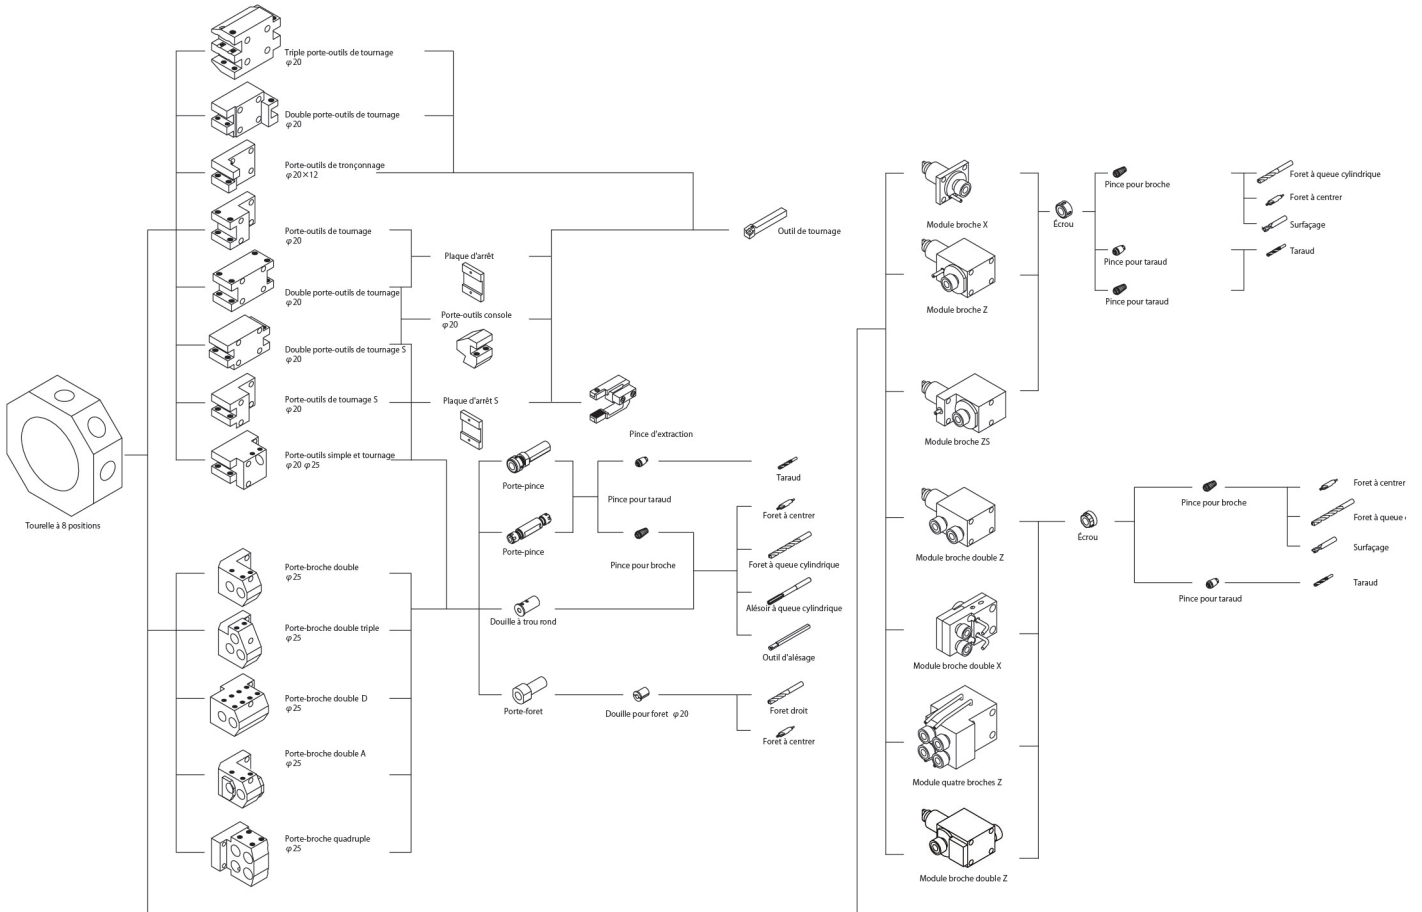 Tourelle à 8 positions
Triple porte-outils de tournage
φ20
Double porte-outils de tournage
φ20
Porte-outils de tronçonnage
φ20×12
Porte-outils de tournage
φ20
Double porte-outils de tournage
φ20
Double porte-outils de tournage S
φ20
Porte-outils de tournage S
φ20
Porte-outils simple et tournage
φ20 φ25
Porte-broche double
φ25
Porte-broche double triple
φ25
Porte-broche double D
φ25
Porte-broche double A
φ25
Porte-broche quadruple
φ25
Plaque d'arrêt
Porte-outils console
φ20
Plaque d'arrêt S
Outil de tournage
Pince d'extraction
Porte-pince
Porte-pince
Douille à trou rond
Porte-foret
Pince pour taraud
Pince pour broche
Douille pour foret φ20
Taraud
Foret à centrer
Foret à queue cylindrique
Alésoir à queue cylindrique
Outil d'alésage
Foret droit
Foret à centrer
Module broche X
Module broche Z
Module broche ZS
Module broche double Z
Module broche double X
Module quatre broches Z
Module broche double Z
Écrou
Pince pour broche
Pince pour taraud
Pince pour taraud
Foret à queue cylindrique
Foret à centrer
Surfaçage
Taraud
Écrou
Pince pour broche
Pince pour taraud
Foret à centrer
Foret à queue
Surfaçage
Taraud